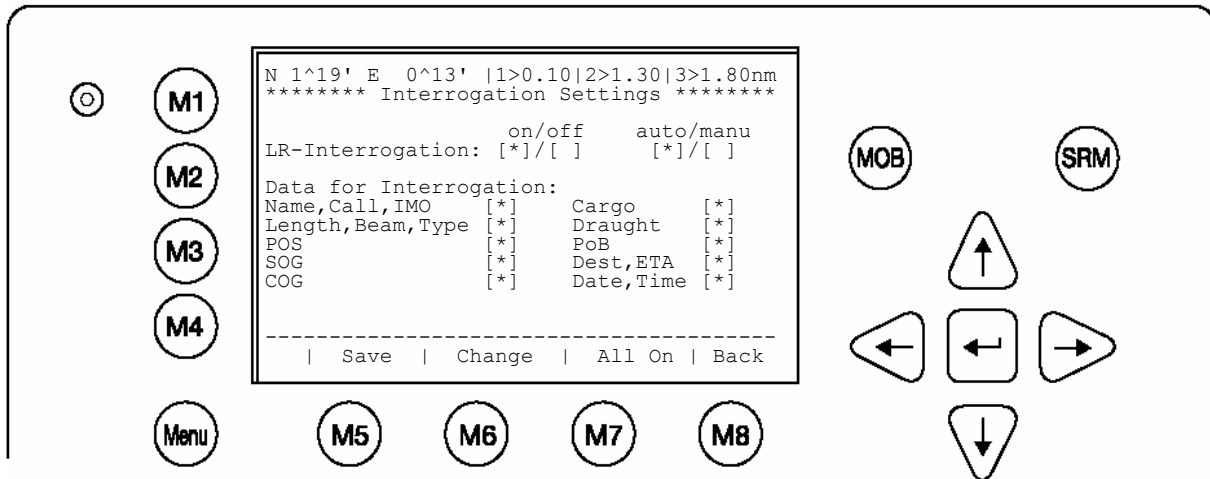 N 1^19' E  0^13' |1>0.10|2>1.30|3>1.80nm
******** Interrogation Settings ********
on/off auto/manu
LR-Interrogation: [*]/[ ] [*]/[ ]
Data for Interrogation:
Name,Call,IMO [*] Cargo [*]
Length,Beam,Type [*] Draught [*]
POS [*] PoB [*]
SOG [*] Dest,ETA [*]
COG [*] Date,Time [*]
----------------------------------------
| Save | Change | All On | Back
M1
M2
M3
M4
Menu
M5 M6 M7 M8
MOB SRM